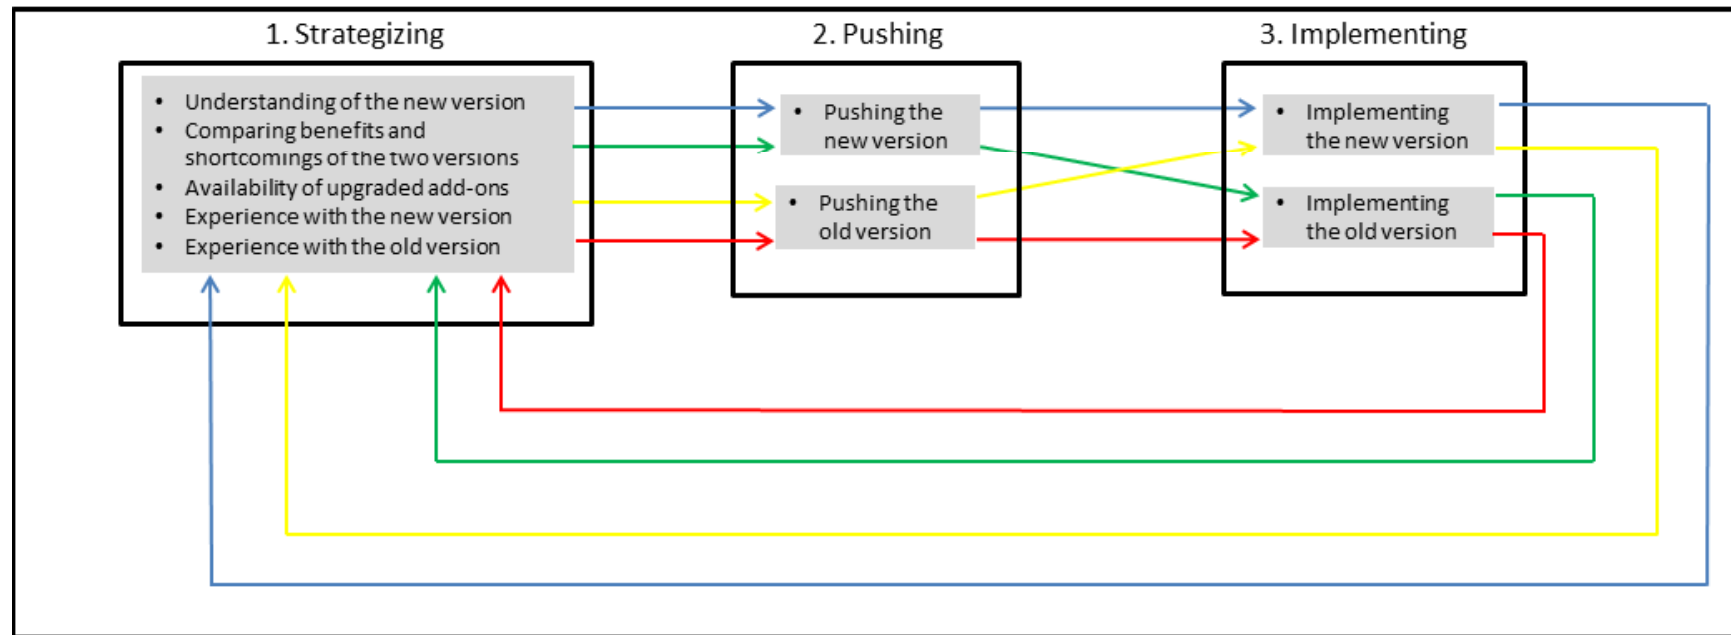 1. Strategizing
2. Pushing
3. Implementing
• Understanding of the new version
• Comparing benefits and
shortcomings of the two versions
• Availability of upgraded add-ons
• Experience with the new version
• Experience with the old version
• Pushing the
new version
• Pushing the
old version
• Implementing
the new version
• Implementing
the old version